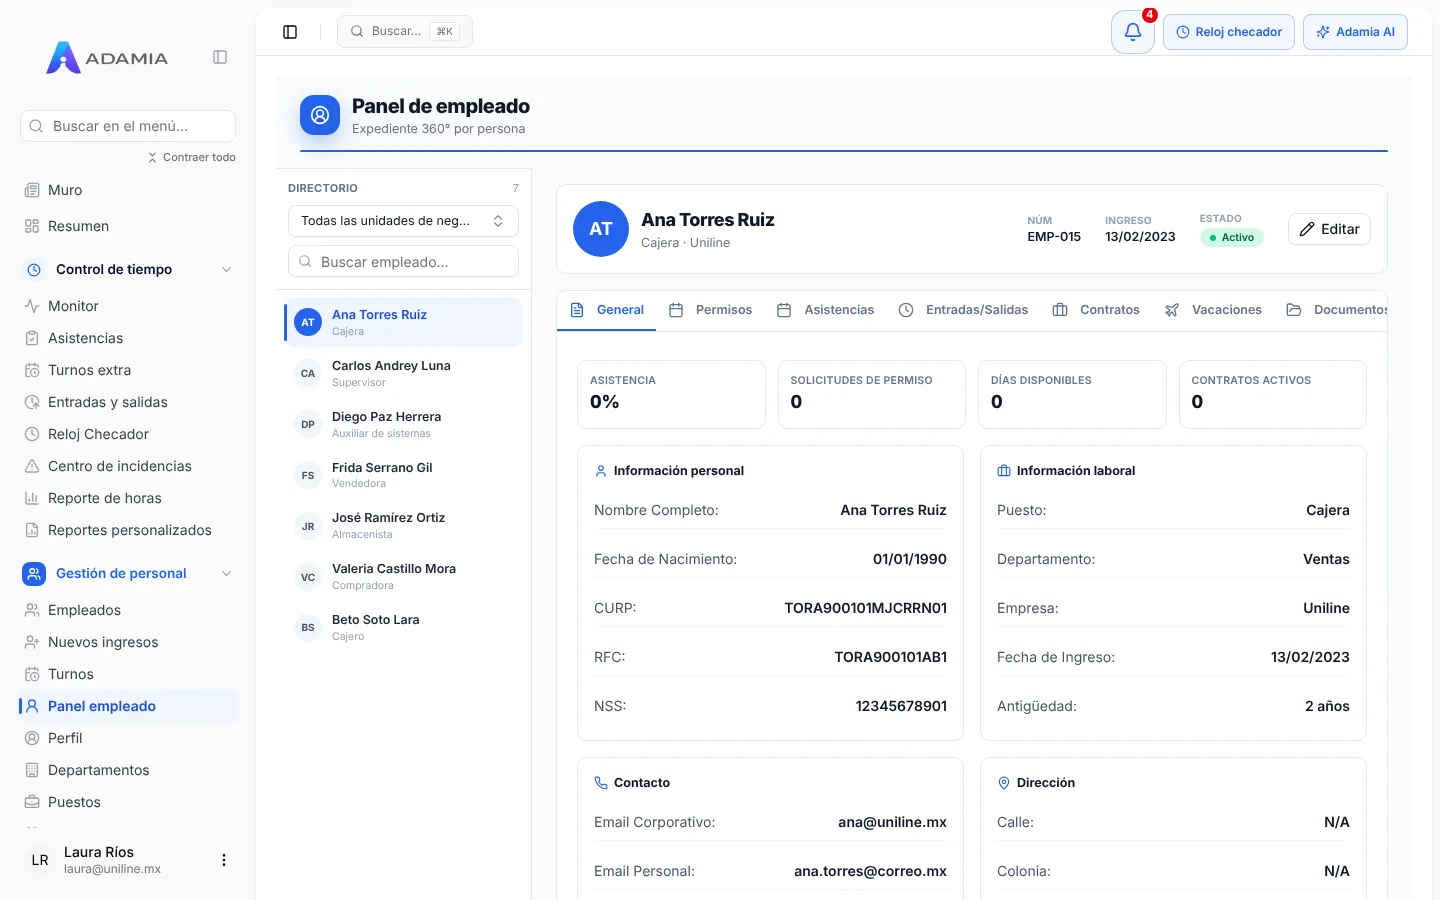 ADAMIA
Buscar en el menú...
Contraer todo
Muro
Resumen
Control de tiempo
Monitor
Asistencias
Turnos extra
Entradas y salidas
Reloj Checador
Centro de incidencias
Reporte de horas
Reportes personalizados
Gestión de personal
Empleados
Nuevos ingresos
Turnos
Panel empleado
Perfil
Departamentos
Puestos
LR
Laura Ríos
laura@uniline.mx
Buscar... ⌘K
4
Reloj checador
Adamia AI
Panel de empleado
Expediente 360° por persona
DIRECTORIO 7
Todas las unidades de neg...
Buscar empleado...
AT Ana Torres Ruiz
Cajera
CA Carlos Andrey Luna
Supervisor
DP Diego Paz Herrera
Auxiliar de sistemas
FS Frida Serrano Gil
Vendedora
JR José Ramírez Ortiz
Almacenista
VC Valeria Castillo Mora
Compradora
BS Beto Soto Lara
Cajero
AT
Ana Torres Ruiz
Cajera · Uniline
NÚM
EMP-015
INGRESO
13/02/2023
ESTADO
Activo
Editar
General Permisos Asistencias Entradas/Salidas Contratos Vacaciones Documentos
ASISTENCIA
0%
SOLICITUDES DE PERMISO
0
DÍAS DISPONIBLES
0
CONTRATOS ACTIVOS
0
Información personal
Nombre Completo: Ana Torres Ruiz
Fecha de Nacimiento: 01/01/1990
CURP: TORA900101MJCRRN01
RFC: TORA900101AB1
NSS: 12345678901
Información laboral
Puesto: Cajera
Departamento: Ventas
Empresa: Uniline
Fecha de Ingreso: 13/02/2023
Antigüedad: 2 años
Contacto
Email Corporativo: ana@uniline.mx
Email Personal: ana.torres@correo.mx
Dirección
Calle: N/A
Colonia: N/A